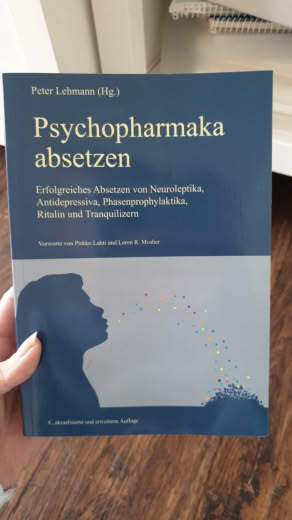 Peter Lehmann (Hg.)
Psychopharmaka
absetzen
Erfolgreiches Absetzen von Neuroleptika,
Antidepressiva, Phasenprophylaktika,
Ritalin und Tranquilizern
Vorworte von Pirkko Lahti und Loren R. Mosher
4., aktualisierte und erweiterte Auflage